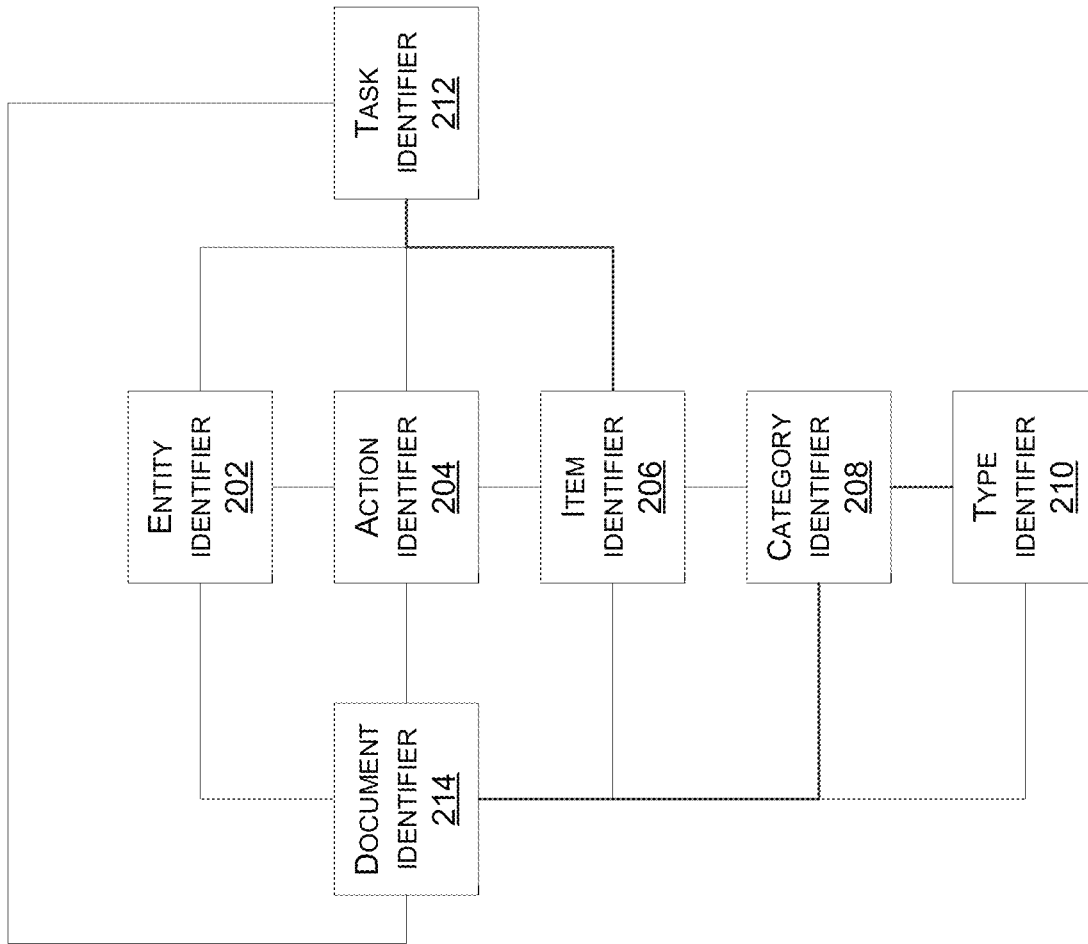 TASK
IDENTIFIER
212
ENTITY
IDENTIFIER
202
ACTION
IDENTIFIER
204
ITEM
IDENTIFIER
206
CATEGORY
IDENTIFIER
208
TYPE
IDENTIFIER
210
DOCUMENT
IDENTIFIER
214